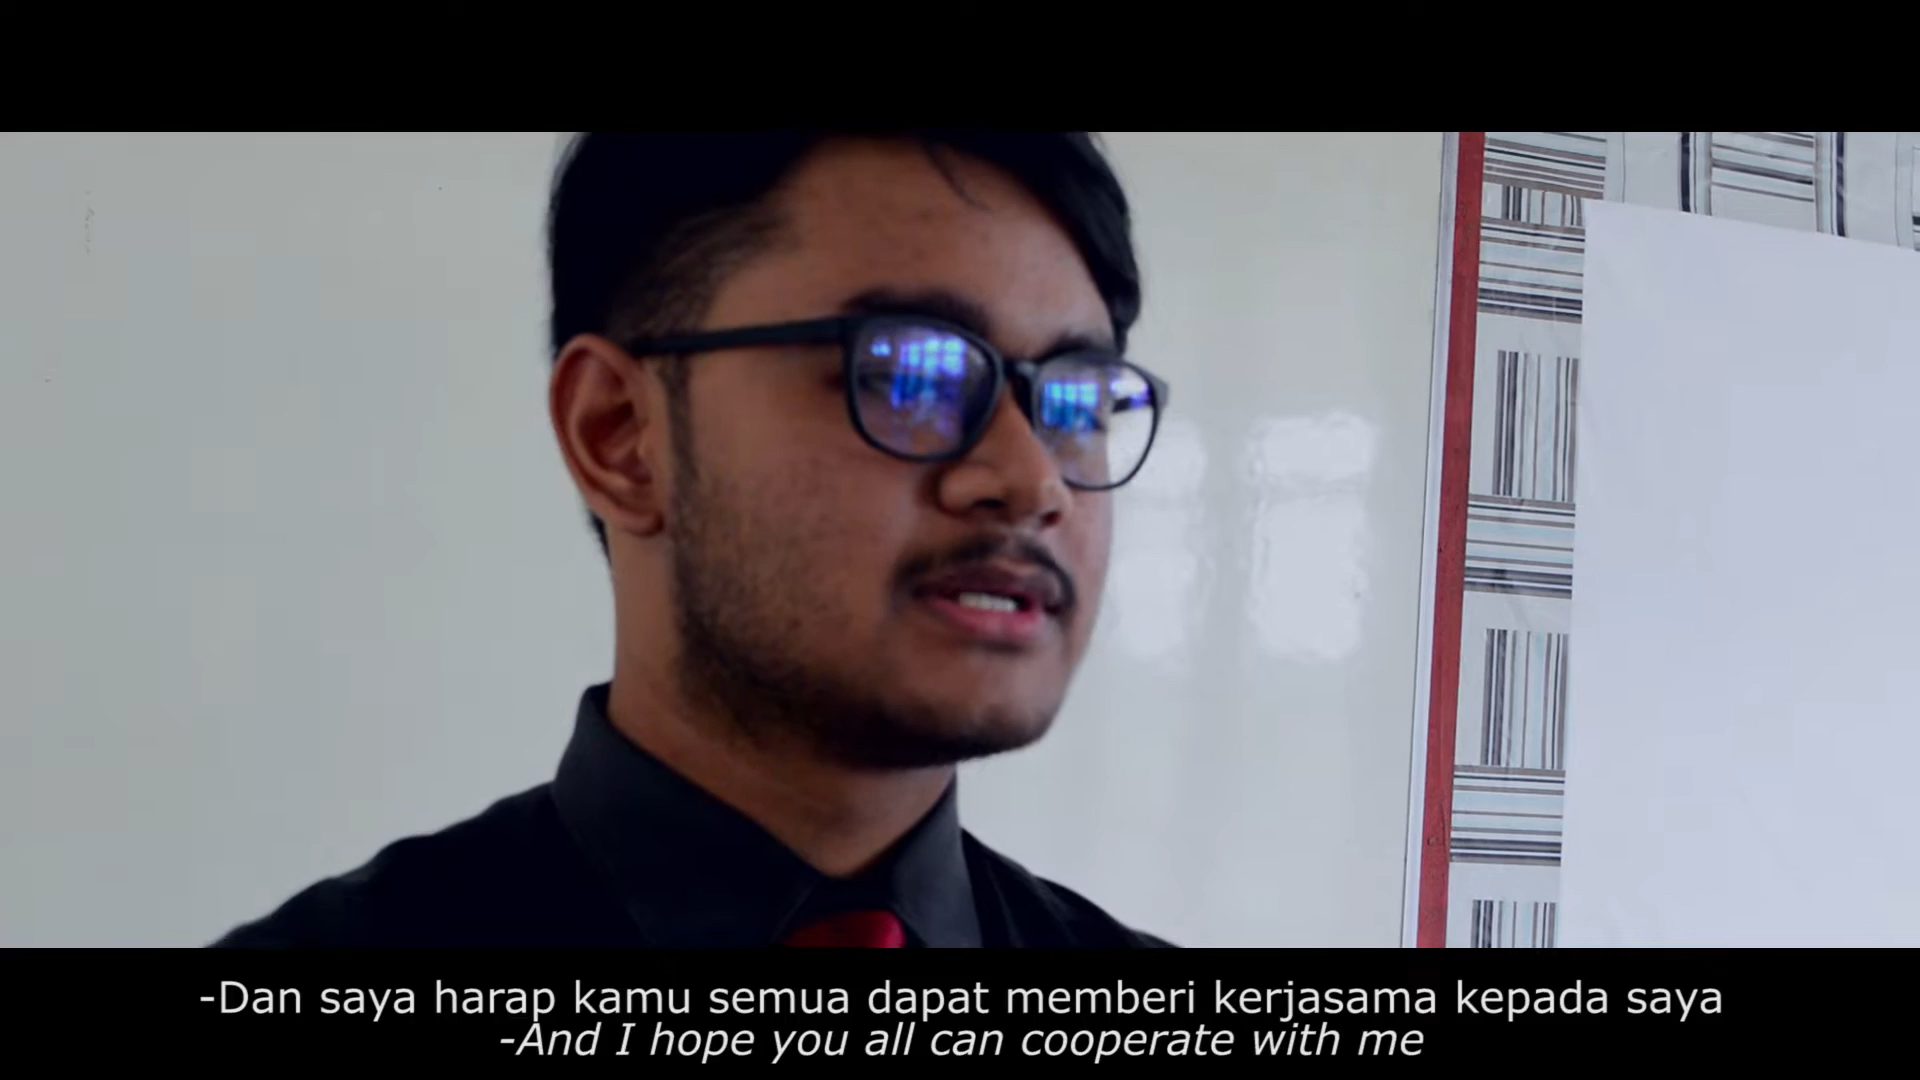 -Dan saya harap kamu semua dapat memberi kerjasama kepada saya
-And I hope you all can cooperate with me